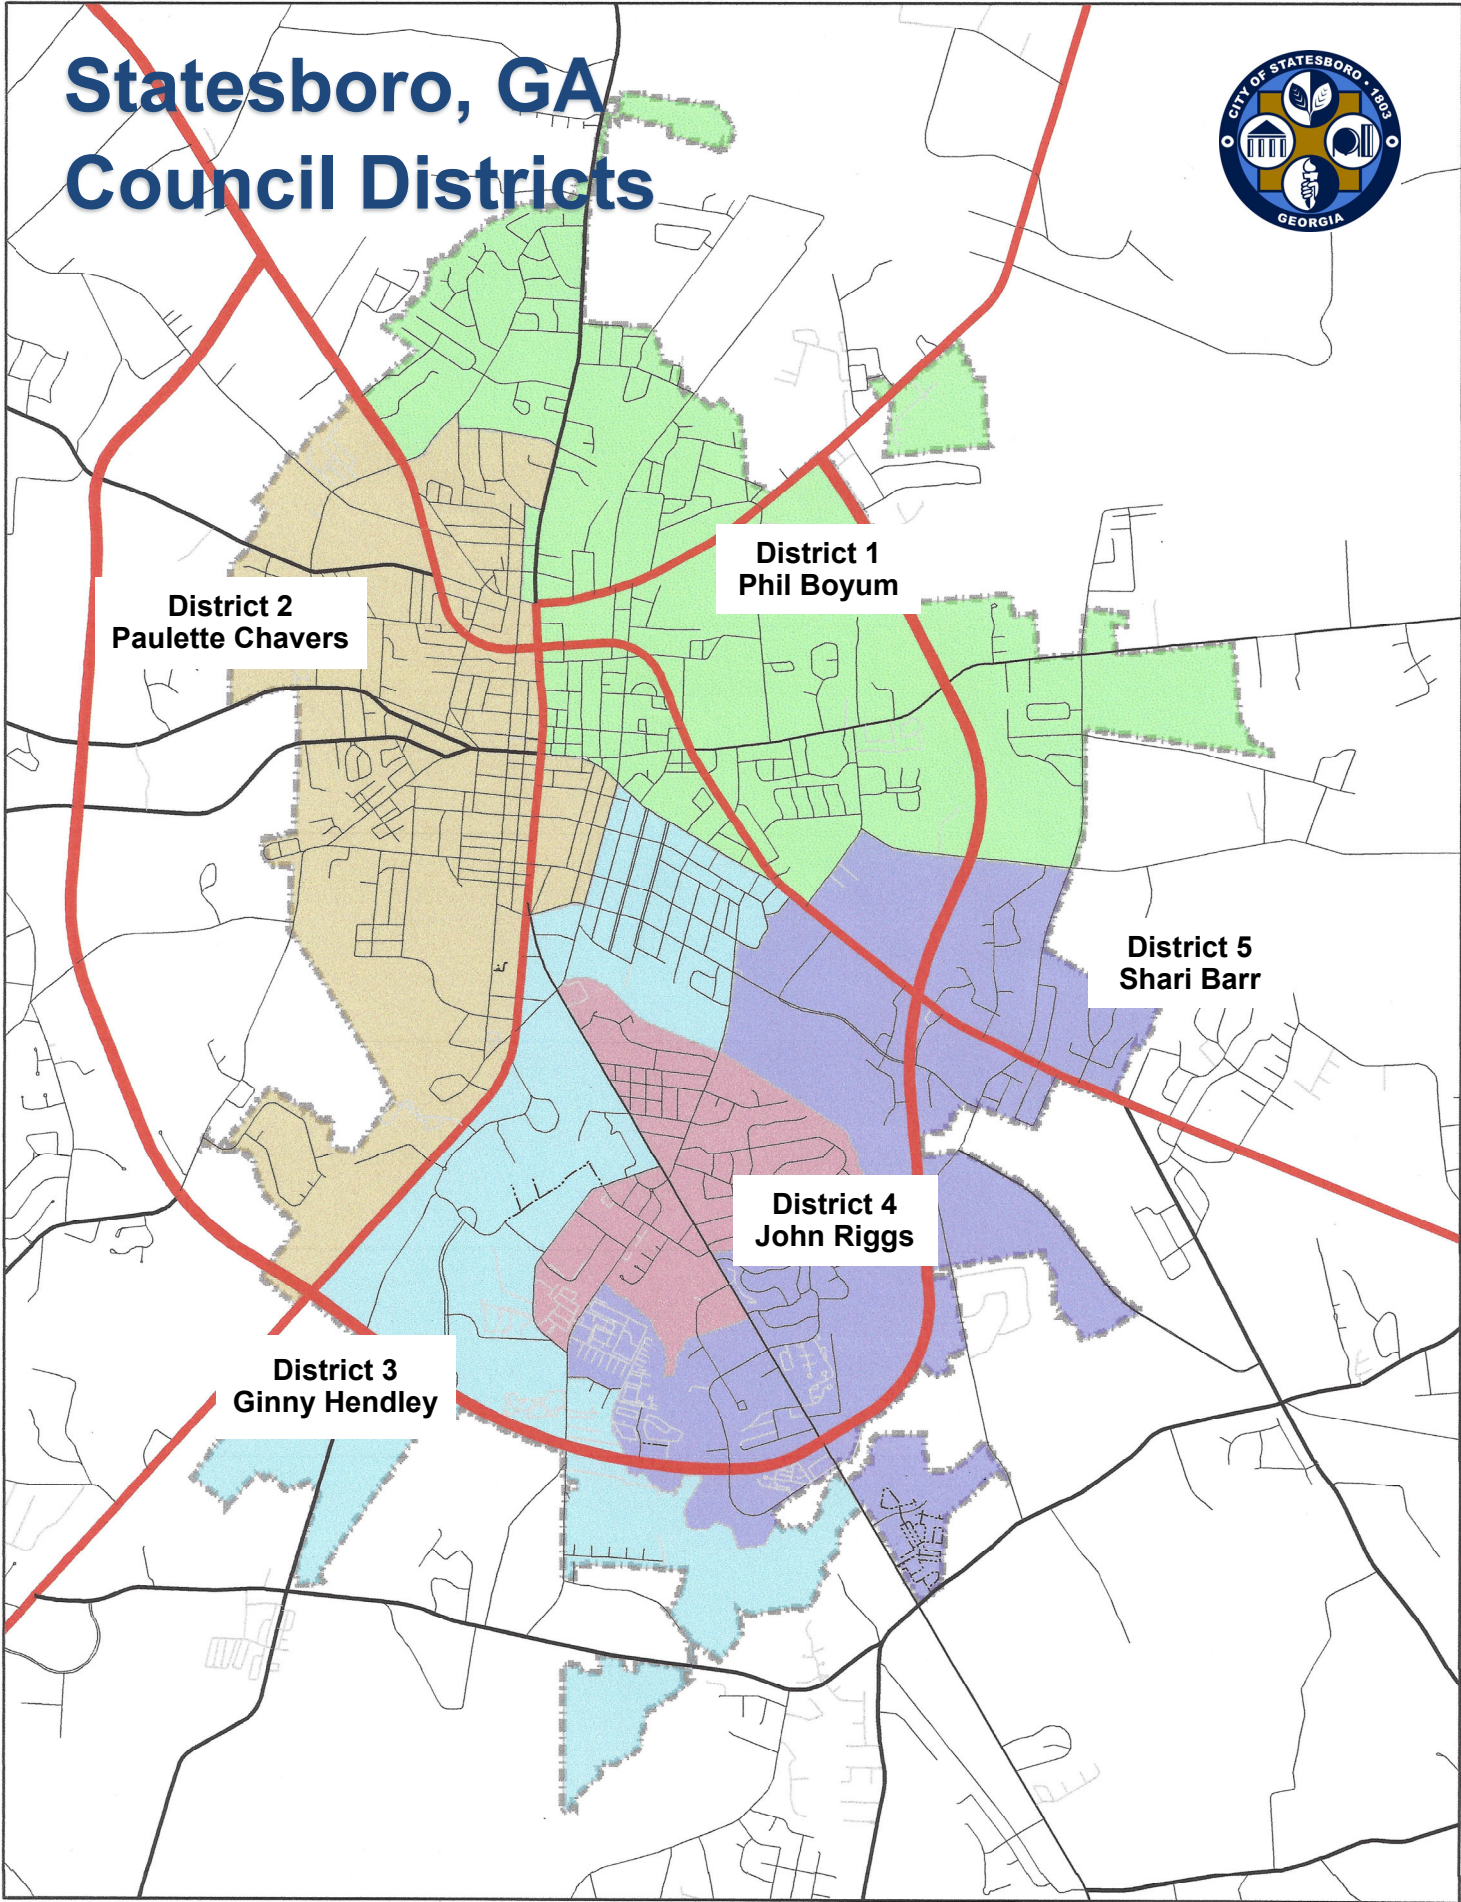 Statesboro, GA
Council Districts
CITY OF STATESBORO • 1803
GEORGIA
District 1
Phil Boyum
District 2
Paulette Chavers
District 5
Shari Barr
District 4
John Riggs
District 3
Ginny Hendley